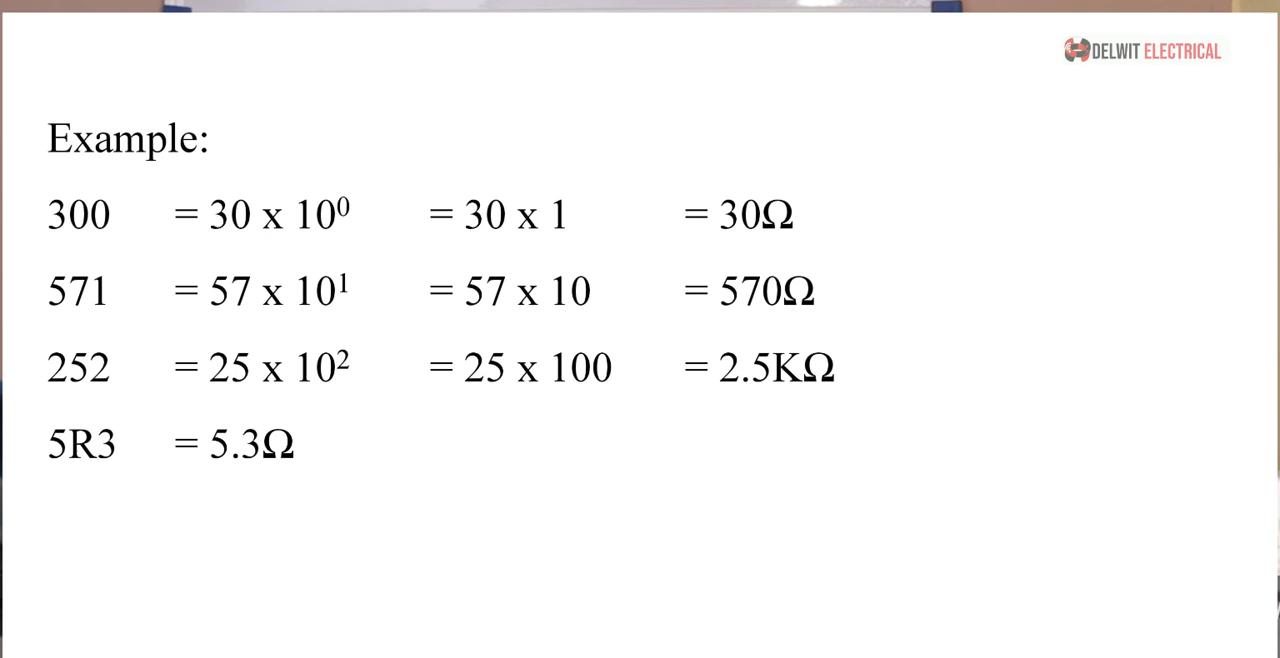 DELWIT ELECTRICAL
Example:
300 = 30 x 10⁰ = 30 x 1 = 30Ω
571 = 57 x 10¹ = 57 x 10 = 570Ω
252 = 25 x 10² = 25 x 100 = 2.5KΩ
5R3 = 5.3Ω